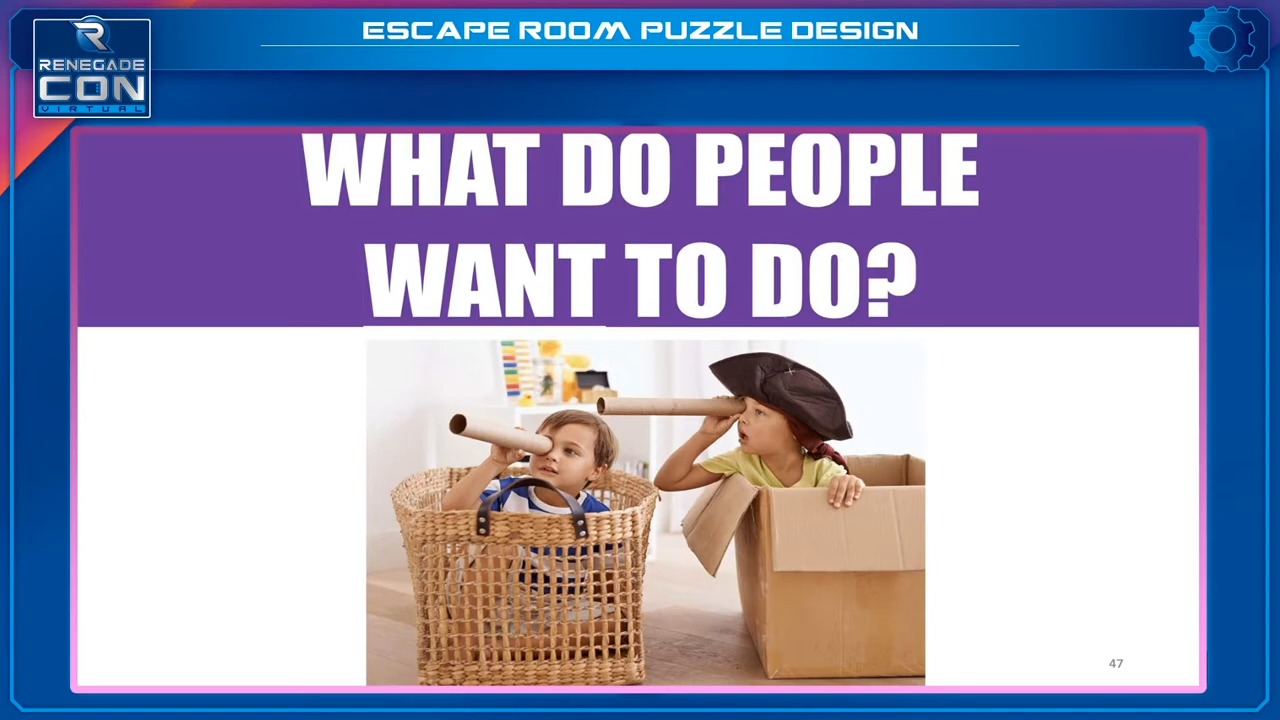 ESCAPE ROOM PUZZLE DESIGN
RENEGADE
CON
VIRTUAL
WHAT DO PEOPLE
WANT TO DO?
47